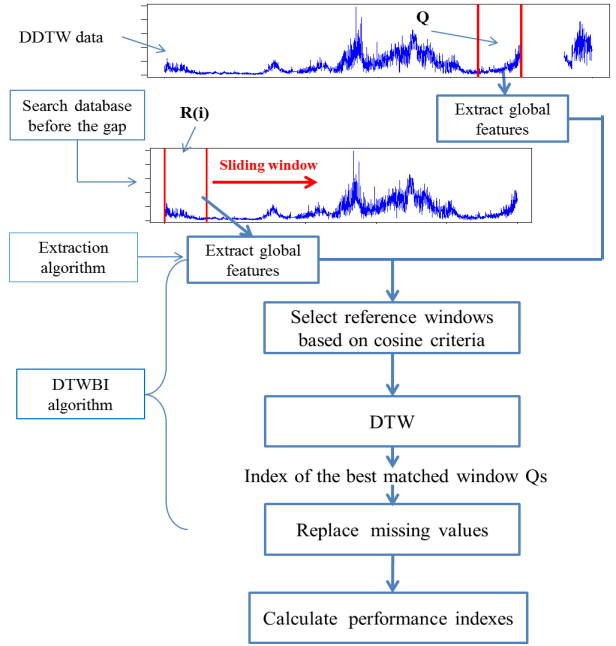 Q
DDTW data
Extract global
features
Search database
before the gap
R(i)
Sliding window
Extraction
algorithm
Extract global
features
Select reference windows
based on cosine criteria
DTWBI
algorithm
DTW
Index of the best matched window Qs
Replace missing values
Calculate performance indexes